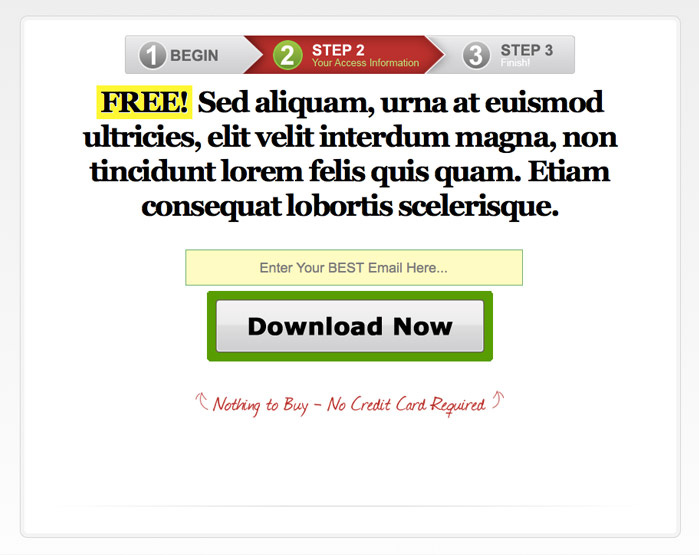 1 BEGIN
2 STEP 2
Your Access Information
3 STEP 3
Finish!
FREE! Sed aliquam, urna at euismod
ultricies, elit velit interdum magna, non
tincidunt lorem felis quis quam. Etiam
consequat lobortis scelerisque.
Enter Your BEST Email Here...
Download Now
Nothing to Buy – No Credit Card Required